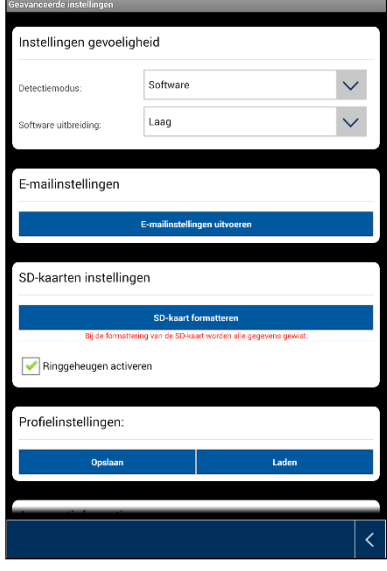 Geavanceerde instellingen
Instellingen gevoeligheid
Detectiemodus:
Software
Software uitbreiding:
Laag
E-mailinstellingen
E-mailinstellingen uitvoeren
SD-kaarten instellingen
SD-kaart formatteren
Bij de formattering van de SD-kaart worden alle gegevens gewist.
Ringgeheugen activeren
Profielinstellingen:
Opslaan
Laden